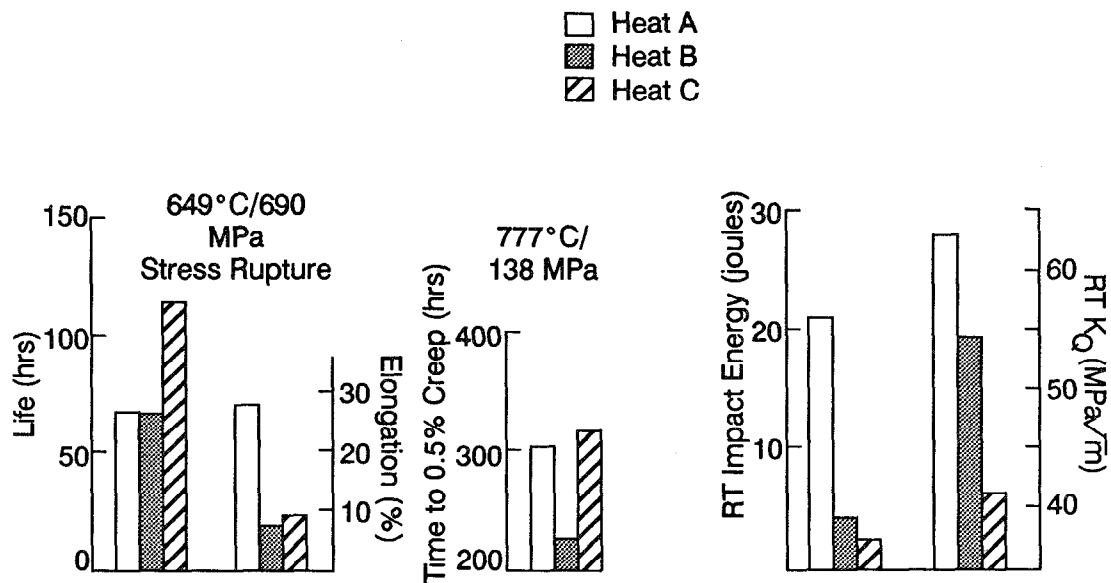 Heat A
Heat B
Heat C
649°C/690
MPa
Stress Rupture
150
100
50
0
Life (hrs)
30
20
10
Elongation (%)
777°C/
138 MPa
400
300
200
Time to 0.5% Creep (hrs)
30
20
10
RT Impact Energy (joules)
60
50
40
RT KQ (MPa√m)